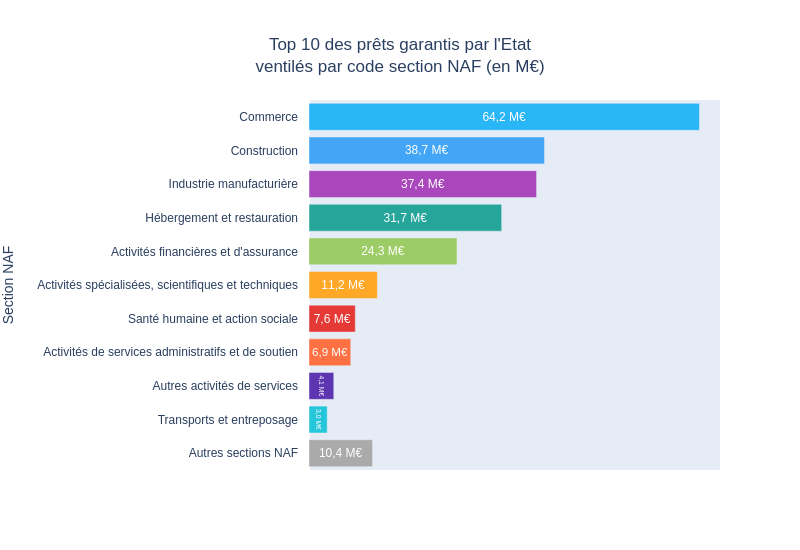 Top 10 des prêts garantis par l'Etat
ventilés par code section NAF (en M€)
Section NAF
Commerce 64,2 M€
Construction 38,7 M€
Industrie manufacturière 37,4 M€
Hébergement et restauration 31,7 M€
Activités financières et d'assurance 24,3 M€
Activités spécialisées, scientifiques et techniques 11,2 M€
Santé humaine et action sociale 7,6 M€
Activités de services administratifs et de soutien 6,9 M€
Autres activités de services 4,1 M€
Transports et entreposage 3,0 M€
Autres sections NAF 10,4 M€